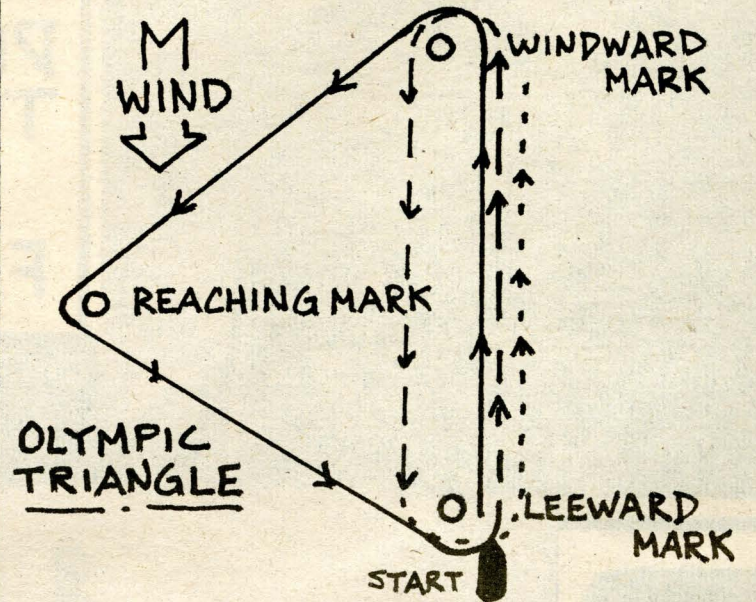 WIND
WINDWARD
MARK
REACHING MARK
OLYMPIC
TRIANGLE
LEEWARD
MARK
START